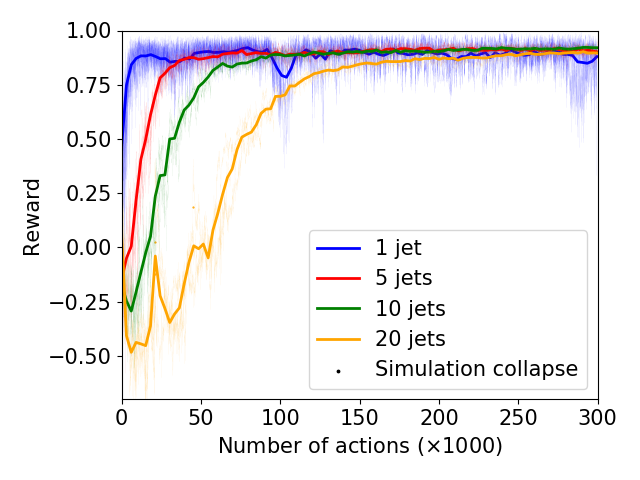 1.00
0.75
0.50
0.25
0.00
−0.25
−0.50
Reward
0
50
100
150
200
250
300
Number of actions (×1000)
1 jet
5 jets
10 jets
20 jets
Simulation collapse